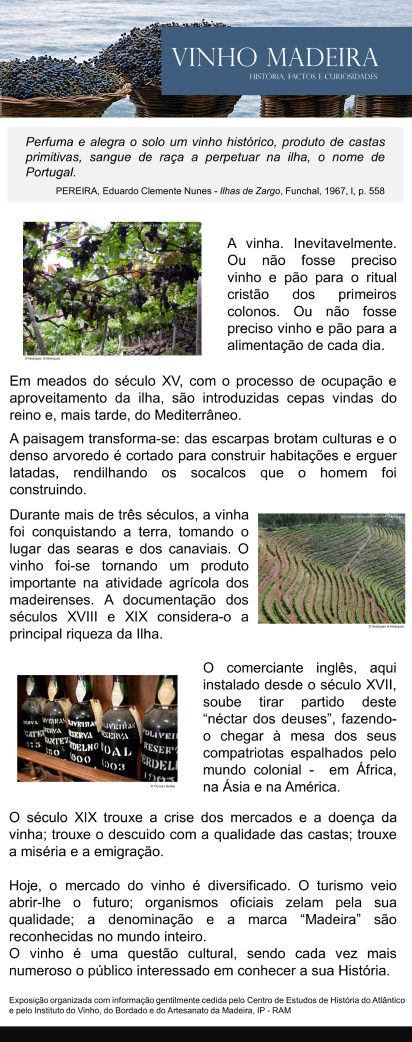 VINHO MADEIRA
HISTÓRIA, FACTOS E CURIOSIDADES
Perfuma e alegra o solo um vinho histórico, produto de castas
primitivas, sangue de raça a perpetuar na ilha, o nome de
Portugal.
PEREIRA, Eduardo Clemente Nunes - Ilhas de Zargo, Funchal, 1967, I, p. 558
A vinha. Inevitavelmente.
Ou não fosse preciso
vinho e pão para o ritual
cristão dos primeiros
colonos. Ou não fosse
preciso vinho e pão para a
alimentação de cada dia.
Em meados do século XV, com o processo de ocupação e
aproveitamento da ilha, são introduzidas cepas vindas do
reino e, mais tarde, do Mediterrâneo.
A paisagem transforma-se: das escarpas brotam culturas e o
denso arvoredo é cortado para construir habitações e erguer
latadas, rendilhando os socalcos que o homem foi
construindo.
Durante mais de três séculos, a vinha
foi conquistando a terra, tomando o
lugar das searas e dos canaviais. O
vinho foi-se tornando um produto
importante na atividade agrícola dos
madeirenses. A documentação dos
séculos XVIII e XIX considera-o a
principal riqueza da Ilha.
O comerciante inglês, aqui
instalado desde o século XVII,
soube tirar partido deste
“néctar dos deuses”, fazendo-
o chegar à mesa dos seus
compatriotas espalhados pelo
mundo colonial - em África,
na Ásia e na América.
O século XIX trouxe a crise dos mercados e a doença da
vinha; trouxe o descuido com a qualidade das castas; trouxe
a miséria e a emigração.
Hoje, o mercado do vinho é diversificado. O turismo veio
abrir-lhe o futuro; organismos oficiais zelam pela sua
qualidade; a denominação e a marca “Madeira” são
reconhecidas no mundo inteiro.
O vinho é uma questão cultural, sendo cada vez mais
numeroso o público interessado em conhecer a sua História.
Exposição organizada com informação gentilmente cedida pelo Centro de Estudos de História do Atlântico
e pelo Instituto do Vinho, do Bordado e do Artesanato da Madeira, IP - RAM